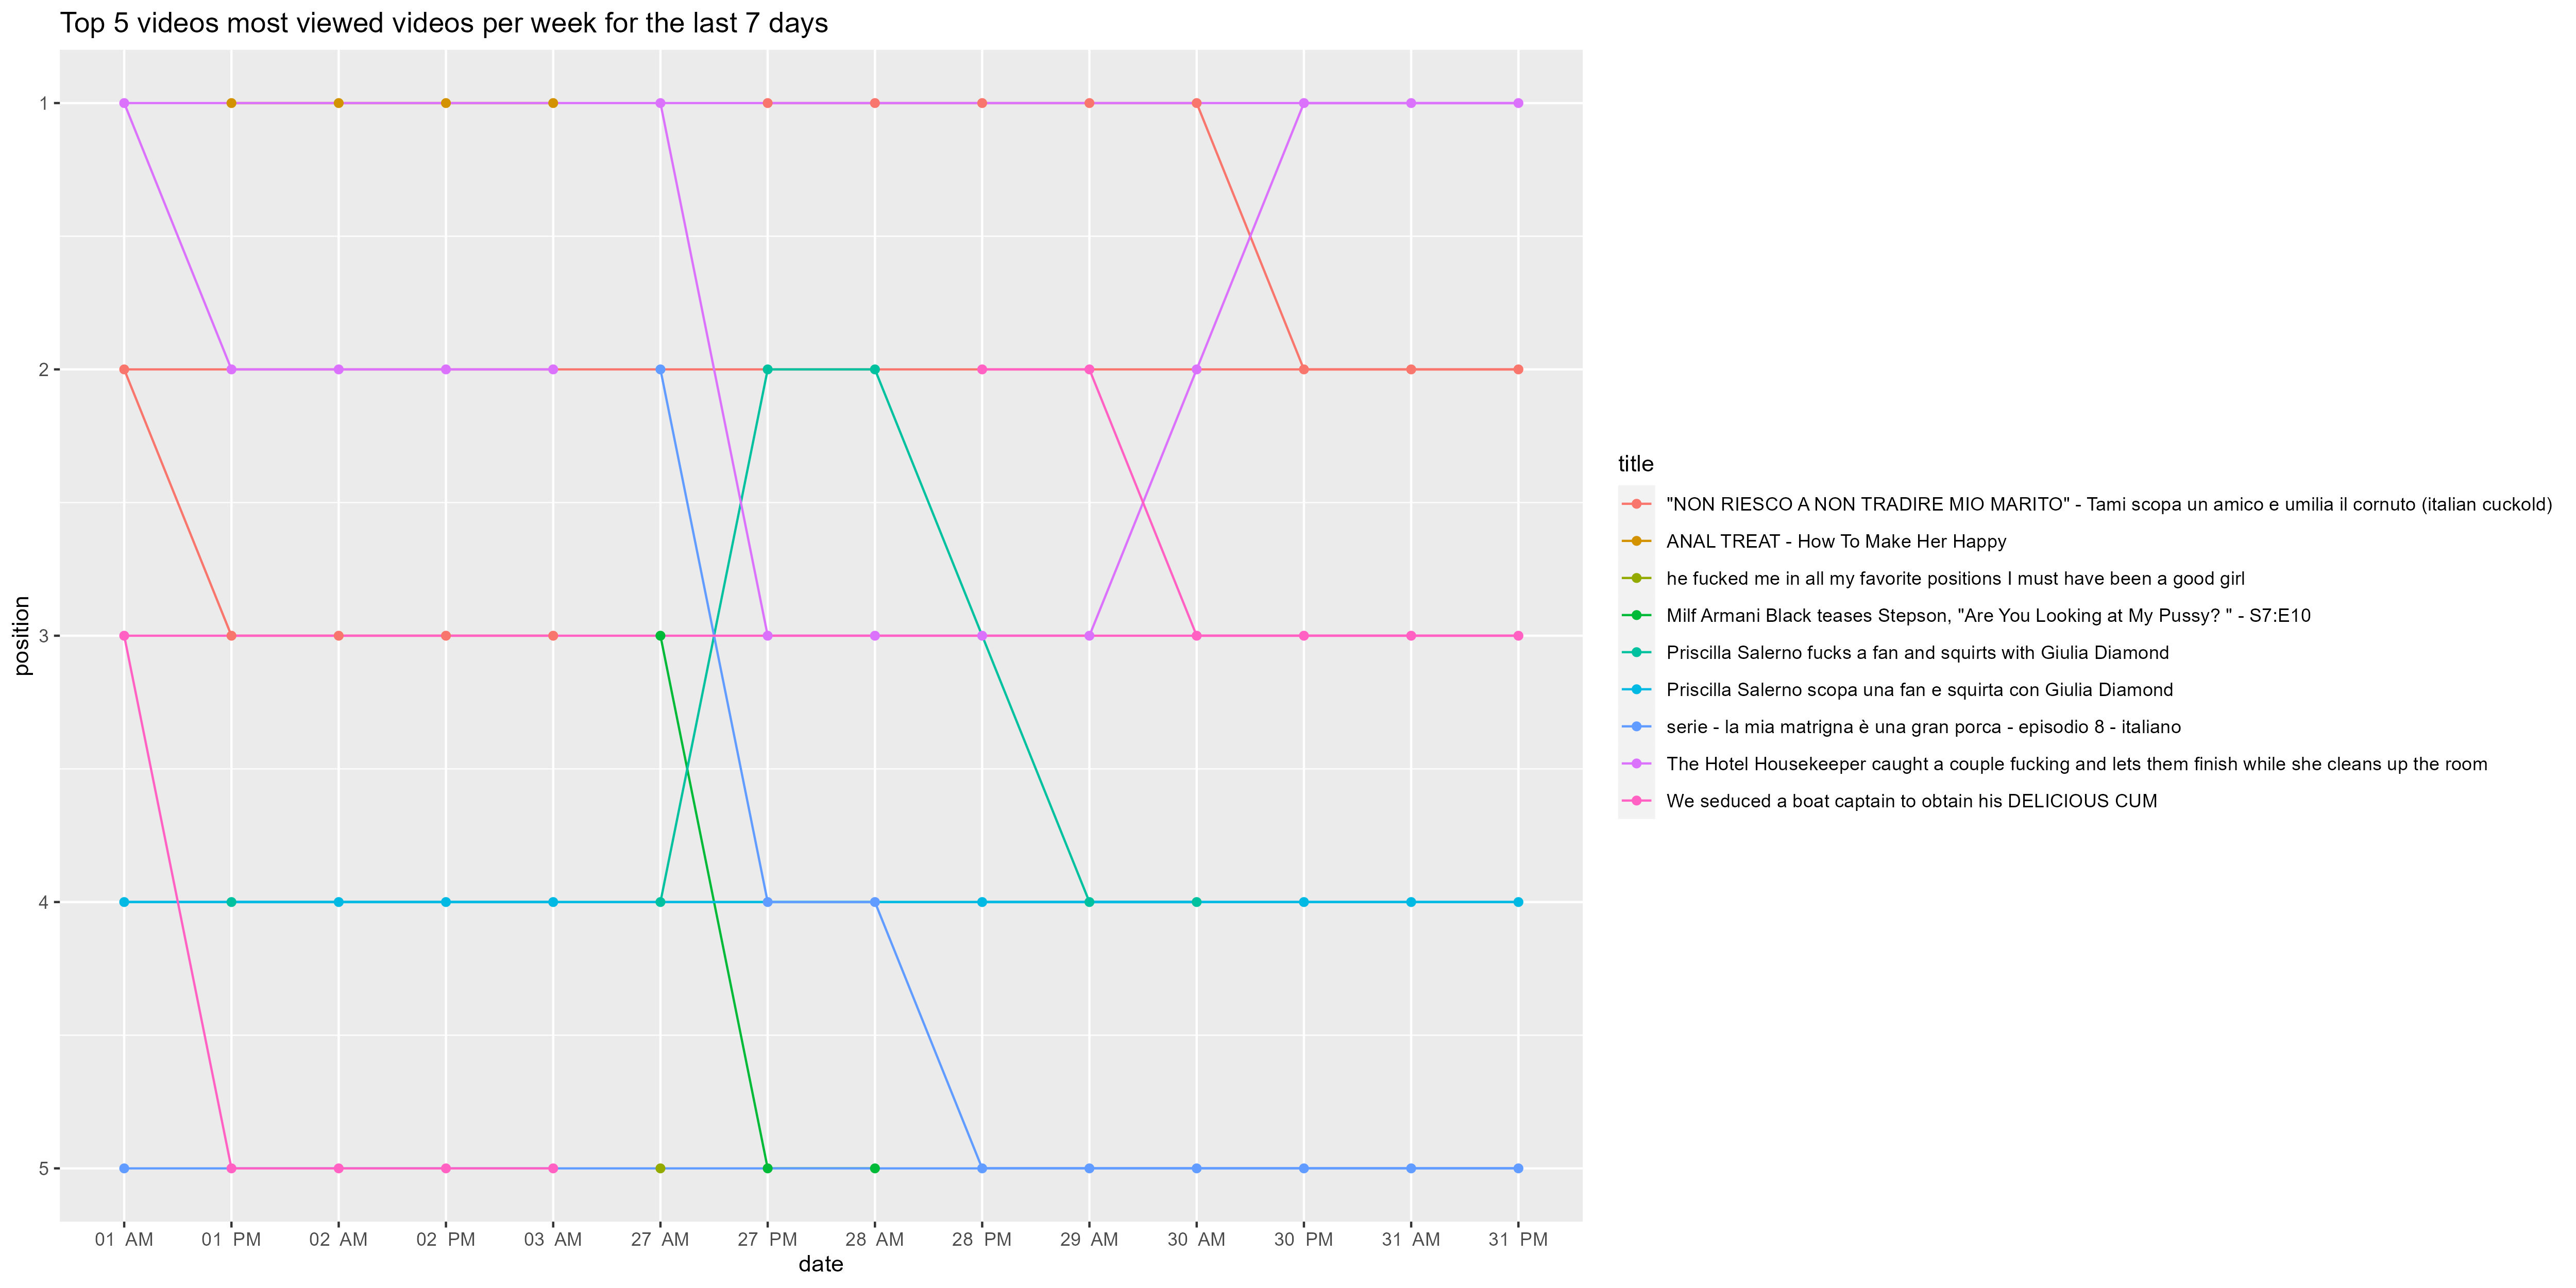 Top 5 videos most viewed videos per week for the last 7 days
position
1
2
3
4
5
01 AM
01 PM
02 AM
02 PM
03 AM
27 AM
27 PM
28 AM
28 PM
29 AM
30 AM
30 PM
31 AM
31 PM
date
title
"NON RIESCO A NON TRADIRE MIO MARITO" - Tami scopa un amico e umilia il cornuto (italian cuckold)
ANAL TREAT - How To Make Her Happy
he fucked me in all my favorite positions I must have been a good girl
Milf Armani Black teases Stepson, "Are You Looking at My Pussy? " - S7:E10
Priscilla Salerno fucks a fan and squirts with Giulia Diamond
Priscilla Salerno scopa una fan e squirta con Giulia Diamond
serie - la mia matrigna è una gran porca - episodio 8 - italiano
The Hotel Housekeeper caught a couple fucking and lets them finish while she cleans up the room
We seduced a boat captain to obtain his DELICIOUS CUM